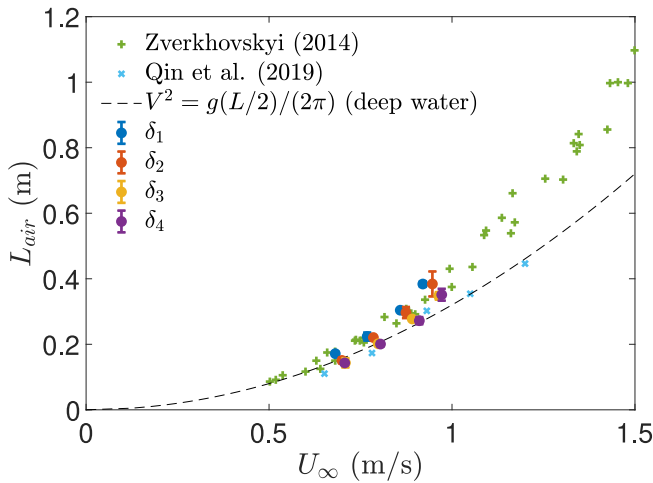 1.2
1
0.8
0.6
0.4
0.2
0
0
0.5
1
1.5
L_air (m)
U_∞ (m/s)
Zverkhovskyi (2014)
Qin et al. (2019)
V² = g(L/2)/(2π) (deep water)
δ₁
δ₂
δ₃
δ₄